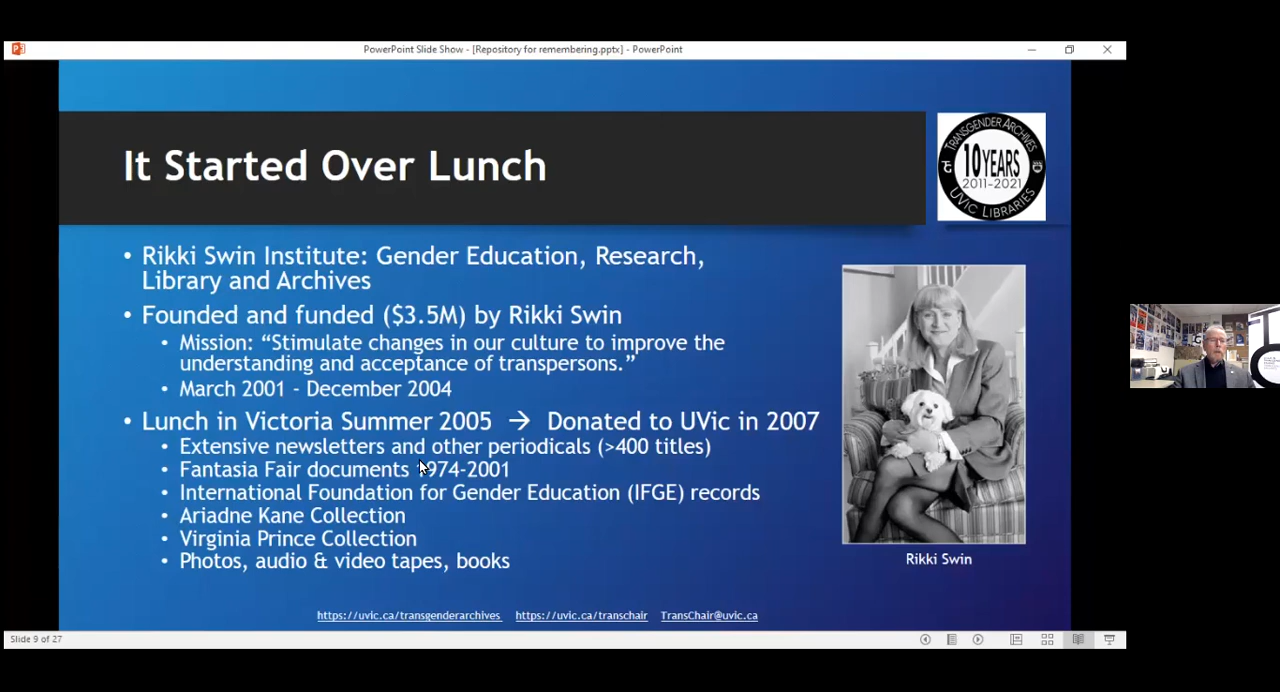 PowerPoint Slide Show - [Repository for remembering.pptx] - PowerPoint
It Started Over Lunch
TRANSGENDER ARCHIVES
10 YEARS
2011-2021
UVIC LIBRARIES
• Rikki Swin Institute: Gender Education, Research,
Library and Archives
• Founded and funded ($3.5M) by Rikki Swin
• Mission: “Stimulate changes in our culture to improve the
understanding and acceptance of transpersons.”
• March 2001 - December 2004
• Lunch in Victoria Summer 2005 → Donated to UVic in 2007
• Extensive newsletters and other periodicals (>400 titles)
• Fantasia Fair documents 1974-2001
• International Foundation for Gender Education (IFGE) records
• Ariadne Kane Collection
• Virginia Prince Collection
• Photos, audio & video tapes, books
Rikki Swin
https://uvic.ca/transgenderarchives https://uvic.ca/transchair TransChair@uvic.ca
Slide 9 of 27